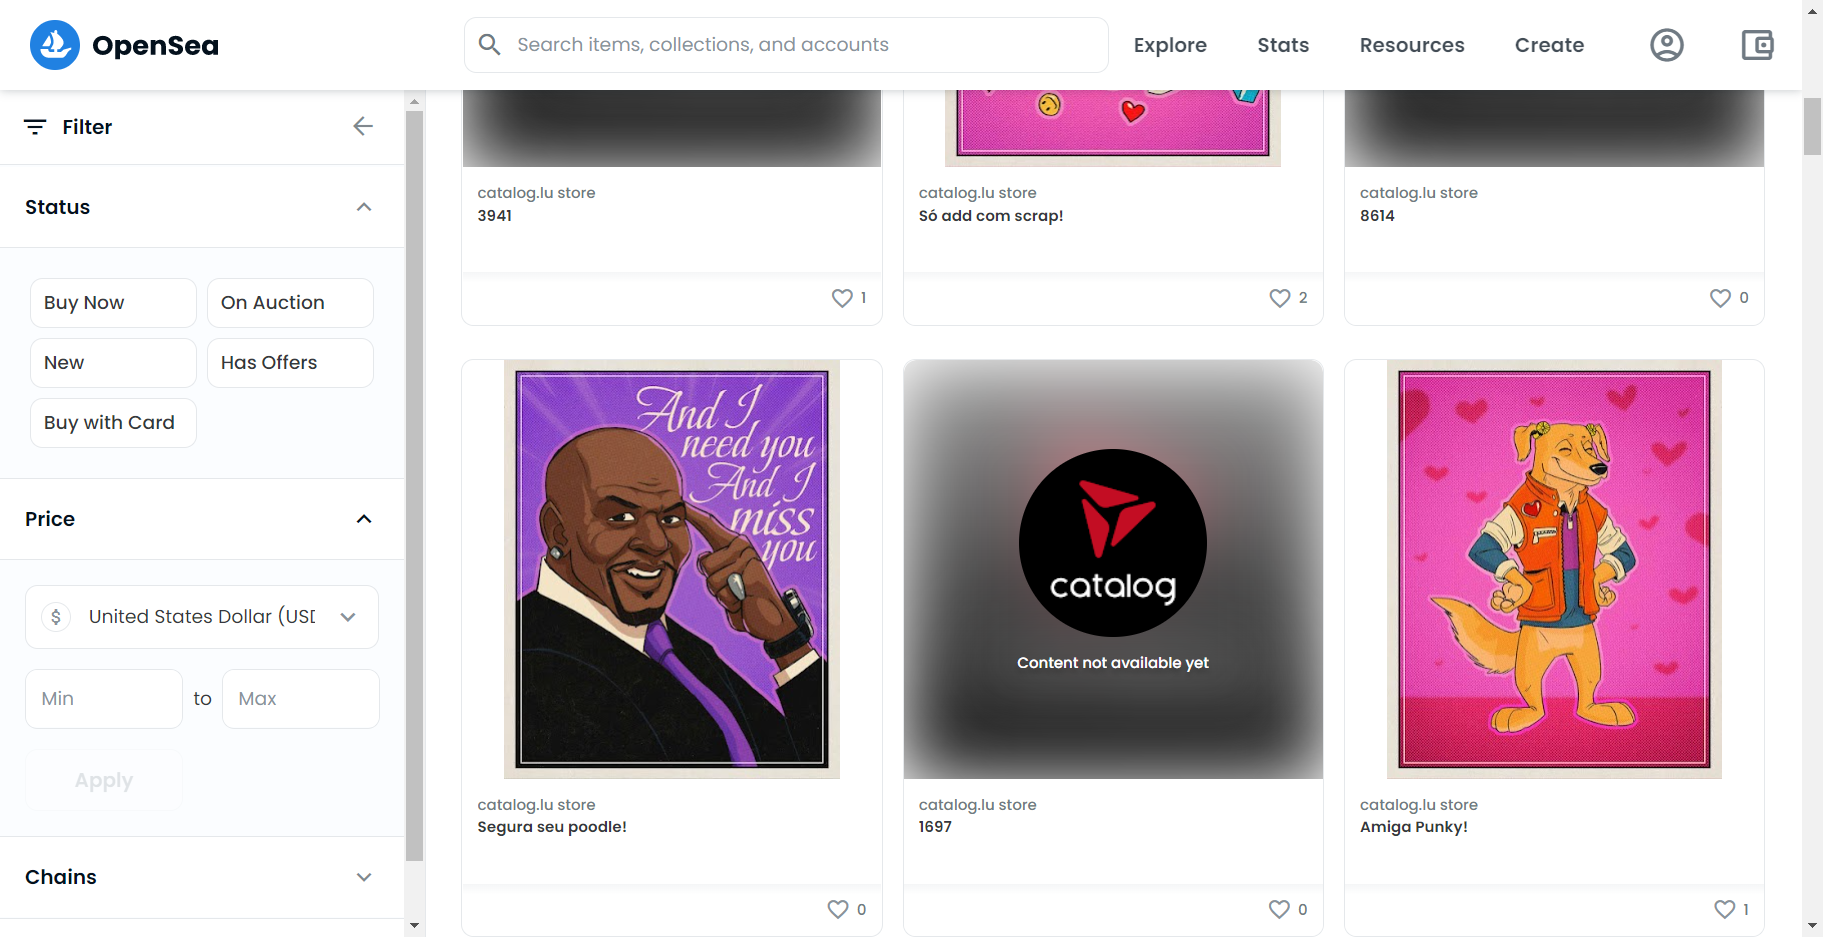 OpenSea
Search items, collections, and accounts
Explore
Stats
Resources
Create
Filter
Status
Buy Now
On Auction
New
Has Offers
Buy with Card
Price
$
United States Dollar (USD
Min
to
Max
Apply
Chains
catalog.lu store
3941
1
catalog.lu store
Só add com scrap!
2
catalog.lu store
8614
0
And I
need you
And I
miss
you
catalog.lu store
Segura seu poodle!
0
catalog
Content not available yet
catalog.lu store
1697
0
catalog.lu store
Amiga Punky!
1